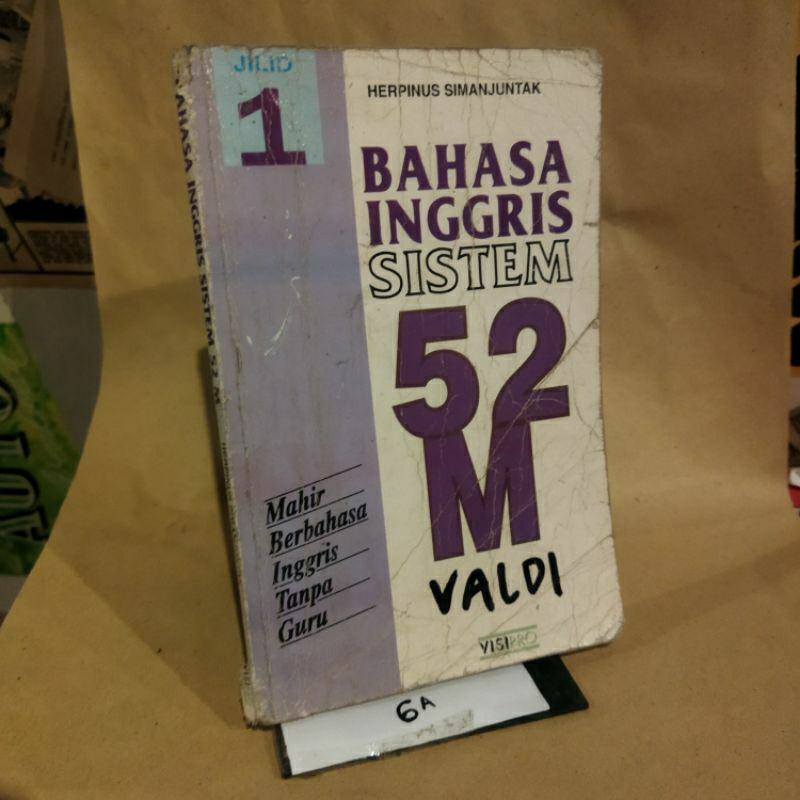 JILID
1
HERPINUS SIMANJUNTAK
BAHASA
INGGRIS
SISTEM
52
M
Mahir
Berbahasa
Inggris
Tanpa
Guru
VALDI
VISIPRO
BAHASA INGGRIS SISTEM 52 M
6A